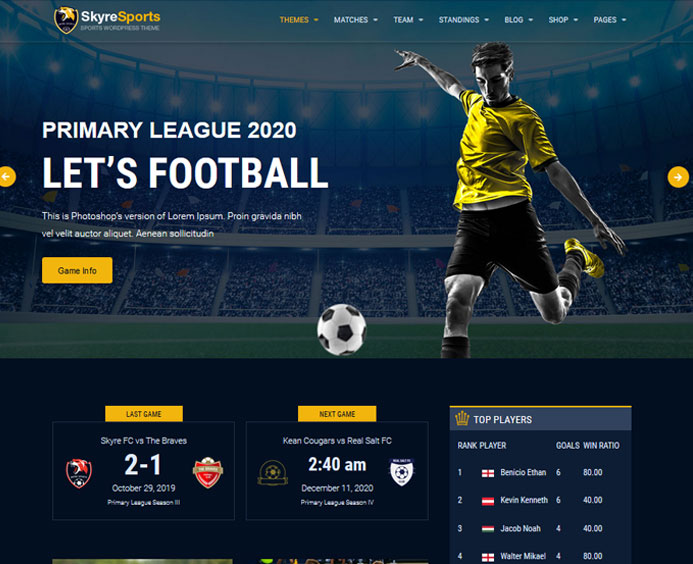 SkyreSports
SPORTS WORDPRESS THEME
THEMES MATCHES TEAM STANDINGS BLOG SHOP PAGES
PRIMARY LEAGUE 2020
LET'S FOOTBALL
This is Photoshop's version of Lorem Ipsum. Proin gravida nibh
vel velit auctor aliquet. Aenean sollicitudin
Game Info
LAST GAME
Skyre FC vs The Braves
2-1
October 29, 2019
Primary League Season III
NEXT GAME
Kean Cougars vs Real Salt FC
2:40 am
December 11, 2020
Primary League Season IV
TOP PLAYERS
RANK PLAYER GOALS WIN RATIO
1 Benicio Ethan 6 80.00
2 Kevin Kenneth 6 40.00
3 Jacob Noah 4 40.00
4 Walter Mikael 4 80.00